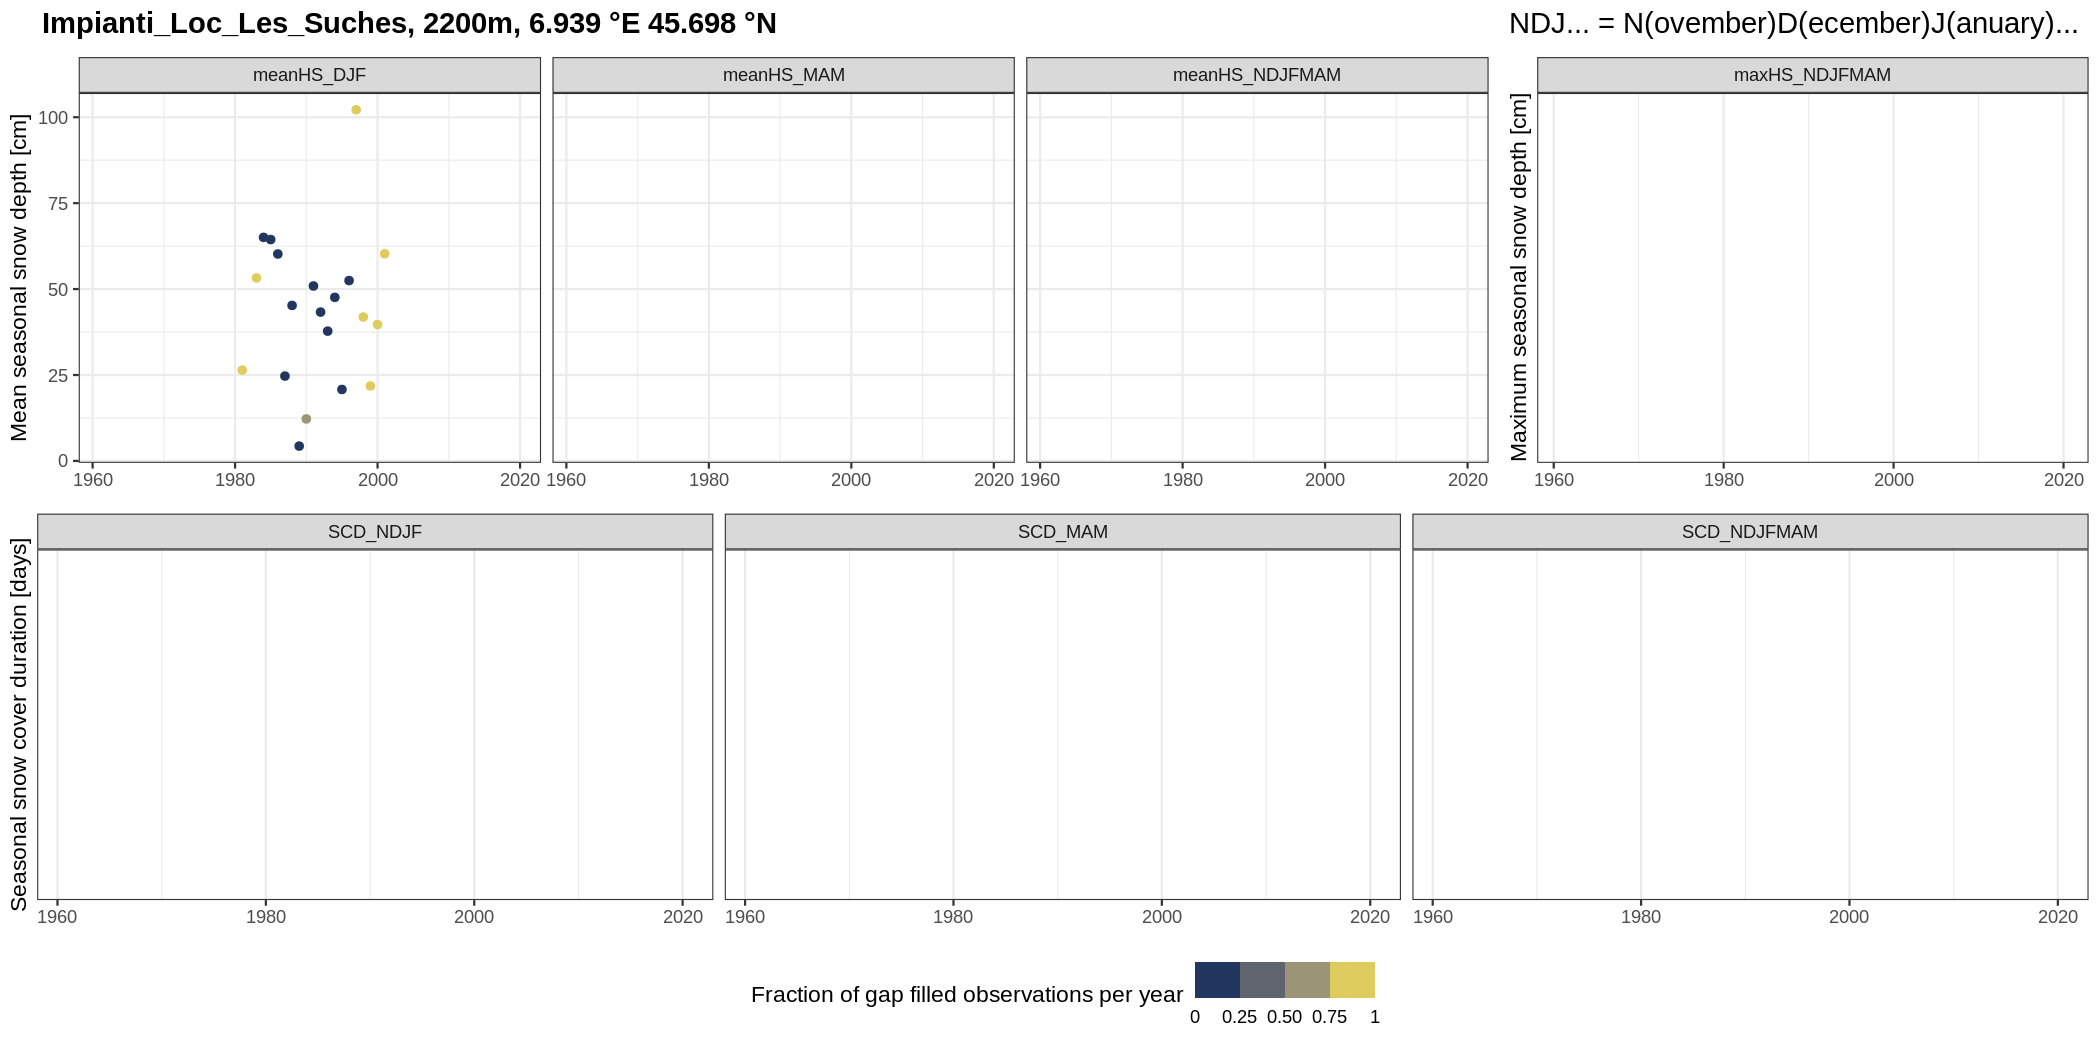 Impianti_Loc_Les_Suches, 2200m, 6.939 °E 45.698 °N
NDJ... = N(ovember)D(ecember)J(anuary)...
meanHS_DJF
meanHS_MAM
meanHS_NDJFMAM
maxHS_NDJFMAM
Mean seasonal snow depth [cm]
100
75
50
25
0
1960 1980 2000 2020
1960 1980 2000 2020
1960 1980 2000 2020
Maximum seasonal snow depth [cm]
1960 1980 2000 2020
SCD_NDJF
SCD_MAM
SCD_NDJFMAM
Seasonal snow cover duration [days]
1960 1980 2000 2020
1960 1980 2000 2020
1960 1980 2000 2020
Fraction of gap filled observations per year
0 0.25 0.50 0.75 1